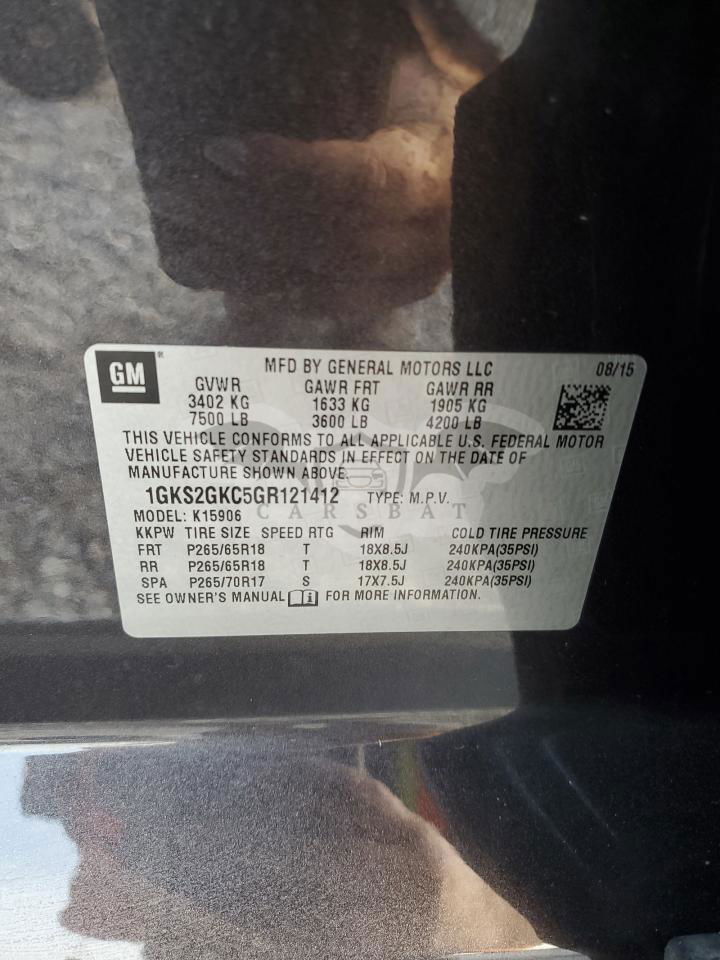 GM
MFD BY GENERAL MOTORS LLC 08/15
GVWR GAWR FRT GAWR RR
3402 KG 1633 KG 1905 KG
7500 LB 3600 LB 4200 LB
THIS VEHICLE CONFORMS TO ALL APPLICABLE U.S. FEDERAL MOTOR
VEHICLE SAFETY STANDARDS IN EFFECT ON THE DATE OF
MANUFACTURE SHOWN ABOVE.
1GKS2GKC5GR121412 TYPE: M.P.V.
CARSBAT
MODEL: K15906
KKPW TIRE SIZE SPEED RTG RIM COLD TIRE PRESSURE
FRT P265/65R18 T 18X8.5J 240KPA(35PSI)
RR P265/65R18 T 18X8.5J 240KPA(35PSI)
SPA P265/70R17 S 17X7.5J 240KPA(35PSI)
SEE OWNER'S MANUAL i FOR MORE INFORMATION.